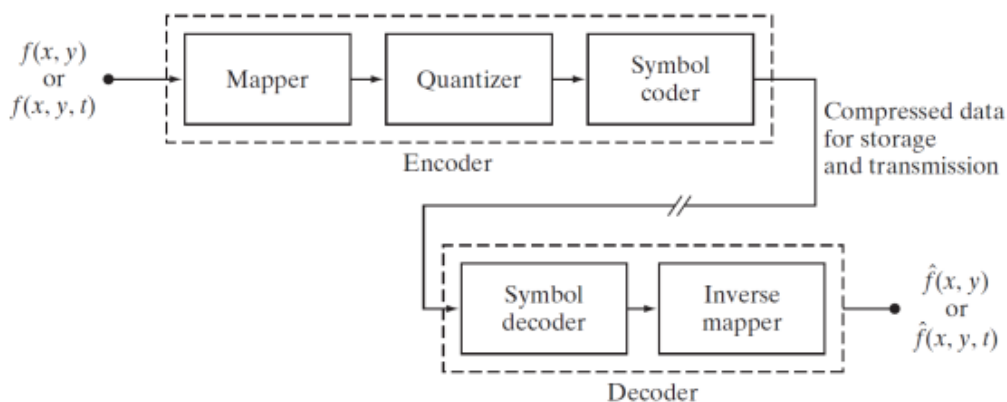 f(x, y)
or
f(x, y, t)
Mapper
Quantizer
Symbol
coder
Encoder
Compressed data
for storage
and transmission
Symbol
decoder
Inverse
mapper
Decoder
f̂(x, y)
or
f̂(x, y, t)